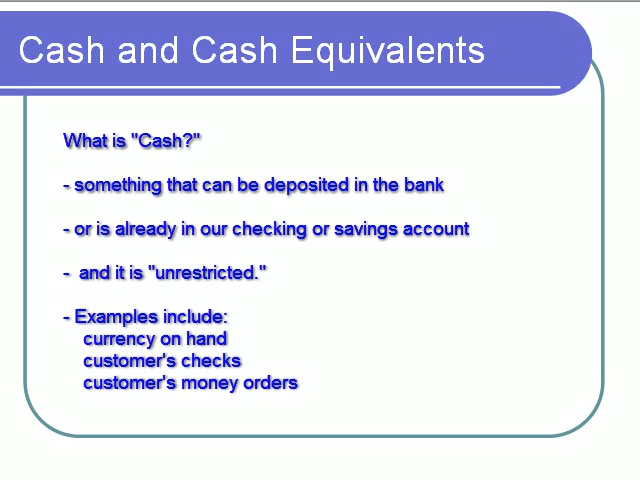 Cash and Cash Equivalents
What is "Cash?"
- something that can be deposited in the bank
- or is already in our checking or savings account
- and it is "unrestricted."
- Examples include:
currency on hand
customer's checks
customer's money orders